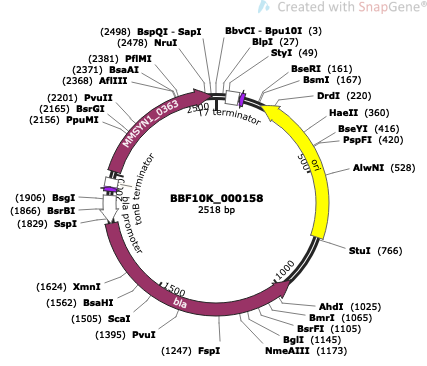 Created with SnapGene®
(2498) BspQI - SapI
(2478) NruI
(2381) PflMI
(2371) BsaAI
(2368) AflIII
(2201) PvuII
(2165) BsrGI
(2156) PpuMI
(1906) BsgI
(1866) BsrBI
(1829) SspI
(1624) XmnI
(1562) BsaHI
(1505) ScaI
(1395) PvuI
(1247) FspI
BbvCI - Bpu10I (3)
BlpI (27)
StyI (49)
BseRI (161)
BsmI (167)
DrdI (220)
HaeII (360)
BseYI (416)
PspFI (420)
AlwNI (528)
StuI (766)
AhdI (1025)
BmrI (1065)
BsrFI (1105)
BglI (1145)
NmeAIII (1173)
MMSYN1_0363
2500
T7 terminator
ori
500
1000
1500
bla
bla promoter
tonB terminator
BBF10K_000158
2518 bp